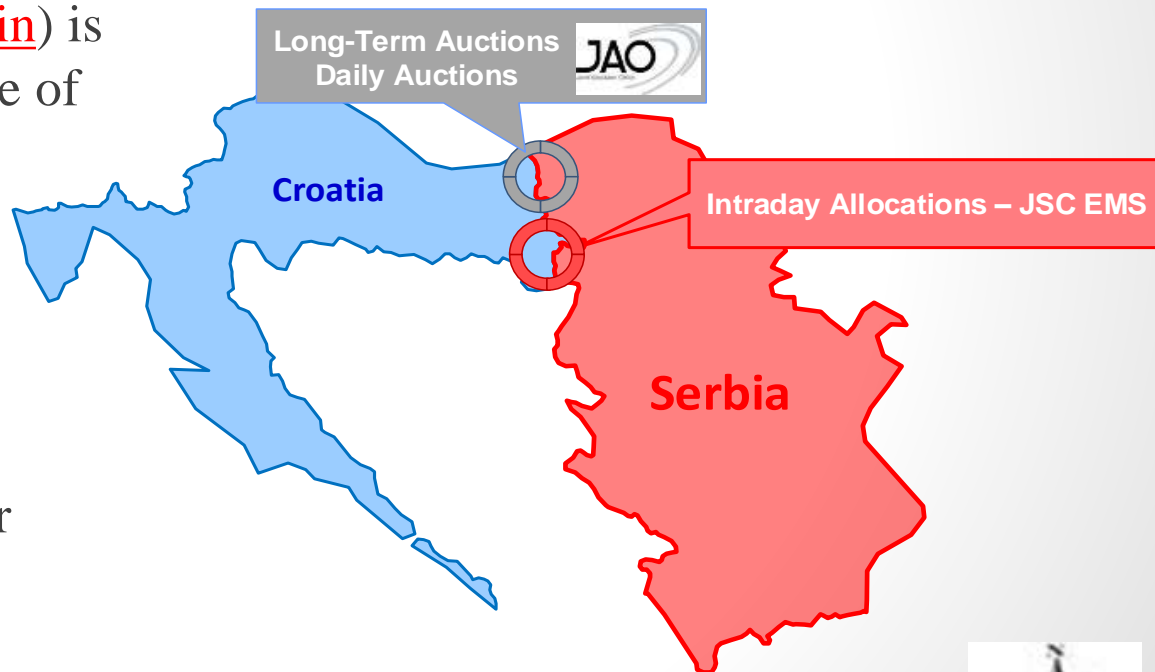 in) is
e of
Long-Term Auctions
Daily Auctions
JAO
Croatia
Intraday Allocations – JSC EMS
Serbia
r
N